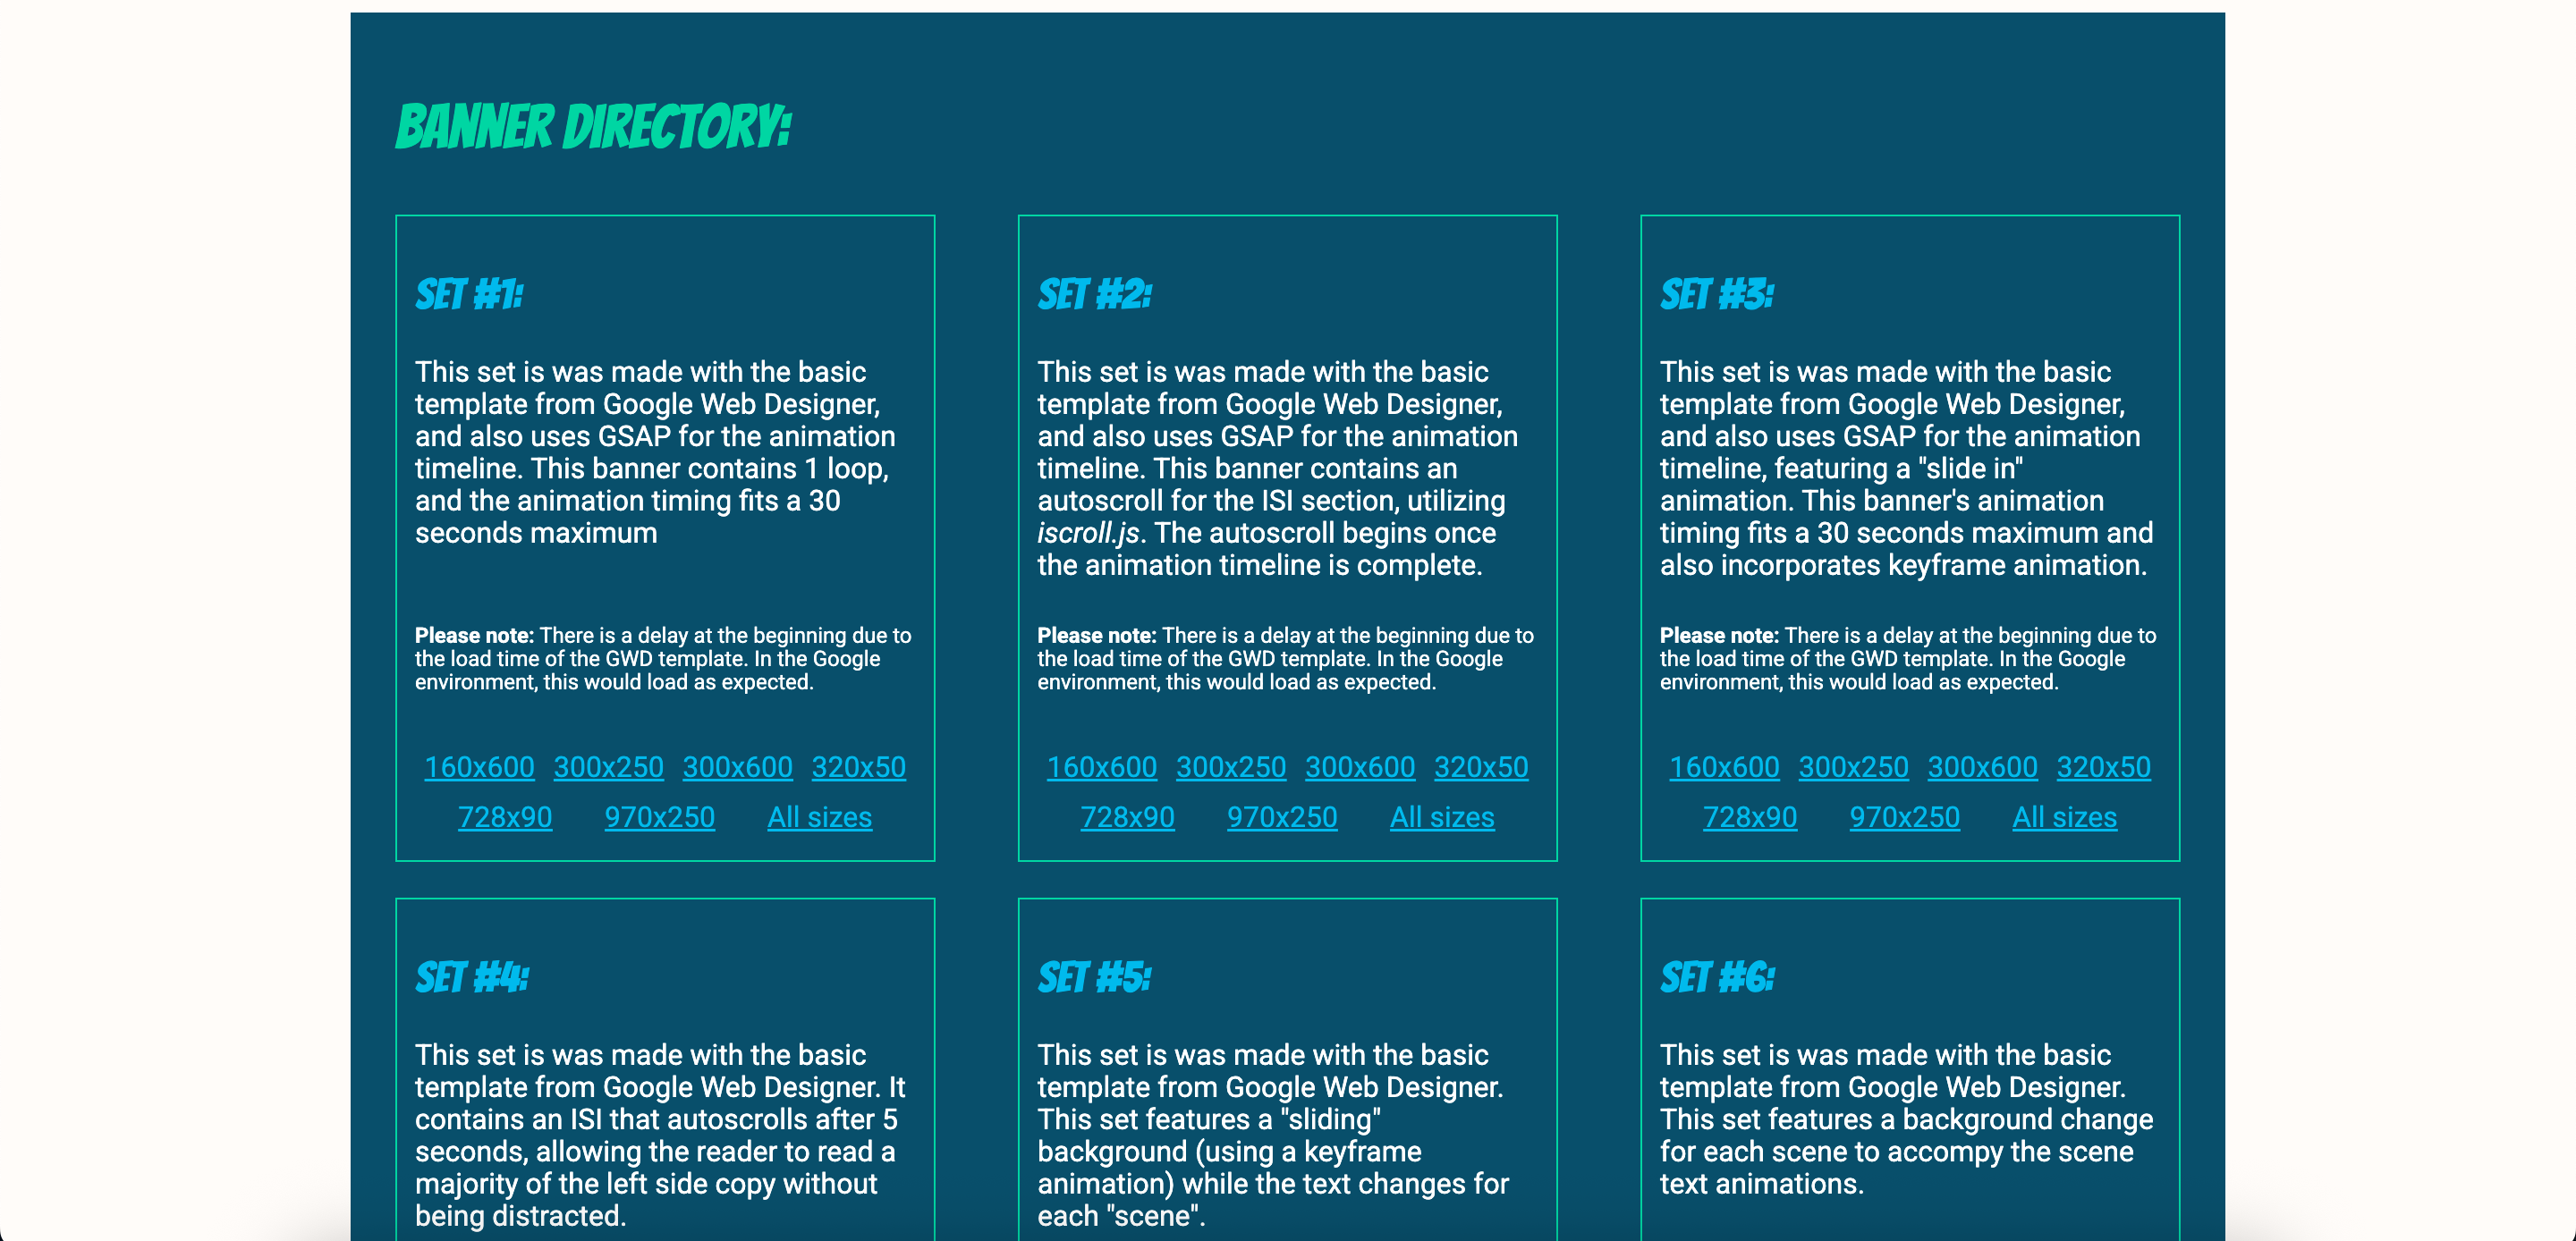 BANNER DIRECTORY:
SET #1:
This set is was made with the basic
template from Google Web Designer,
and also uses GSAP for the animation
timeline. This banner contains 1 loop,
and the animation timing fits a 30
seconds maximum
Please note: There is a delay at the beginning due to
the load time of the GWD template. In the Google
environment, this would load as expected.
160x600 300x250 300x600 320x50
728x90 970x250 All sizes
SET #2:
This set is was made with the basic
template from Google Web Designer,
and also uses GSAP for the animation
timeline. This banner contains an
autoscroll for the ISI section, utilizing
iscroll.js. The autoscroll begins once
the animation timeline is complete.
Please note: There is a delay at the beginning due to
the load time of the GWD template. In the Google
environment, this would load as expected.
160x600 300x250 300x600 320x50
728x90 970x250 All sizes
SET #3:
This set is was made with the basic
template from Google Web Designer,
and also uses GSAP for the animation
timeline, featuring a "slide in"
animation. This banner's animation
timing fits a 30 seconds maximum and
also incorporates keyframe animation.
Please note: There is a delay at the beginning due to
the load time of the GWD template. In the Google
environment, this would load as expected.
160x600 300x250 300x600 320x50
728x90 970x250 All sizes
SET #4:
This set is was made with the basic
template from Google Web Designer. It
contains an ISI that autoscrolls after 5
seconds, allowing the reader to read a
majority of the left side copy without
being distracted.
SET #5:
This set is was made with the basic
template from Google Web Designer.
This set features a "sliding"
background (using a keyframe
animation) while the text changes for
each "scene".
SET #6:
This set is was made with the basic
template from Google Web Designer.
This set features a background change
for each scene to accompy the scene
text animations.